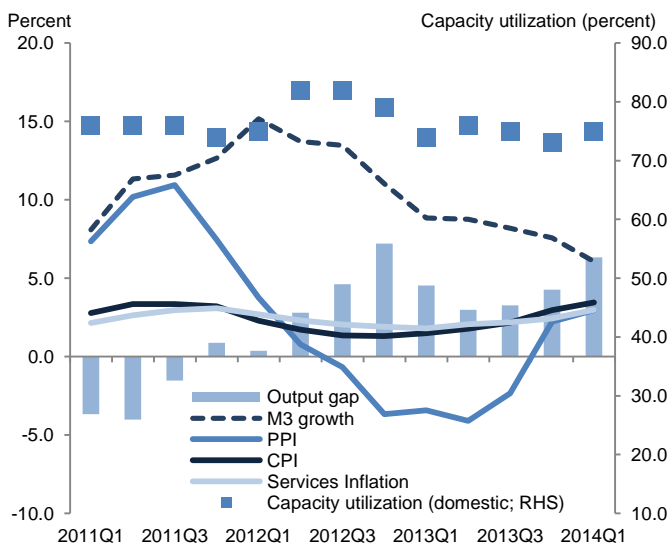 Percent
Capacity utilization (percent)
20.0
15.0
10.0
5.0
0.0
-5.0
-10.0
90.0
80.0
70.0
60.0
50.0
40.0
30.0
20.0
10.0
Output gap
M3 growth
PPI
CPI
Services Inflation
Capacity utilization (domestic; RHS)
2011Q1 2011Q3 2012Q1 2012Q3 2013Q1 2013Q3 2014Q1